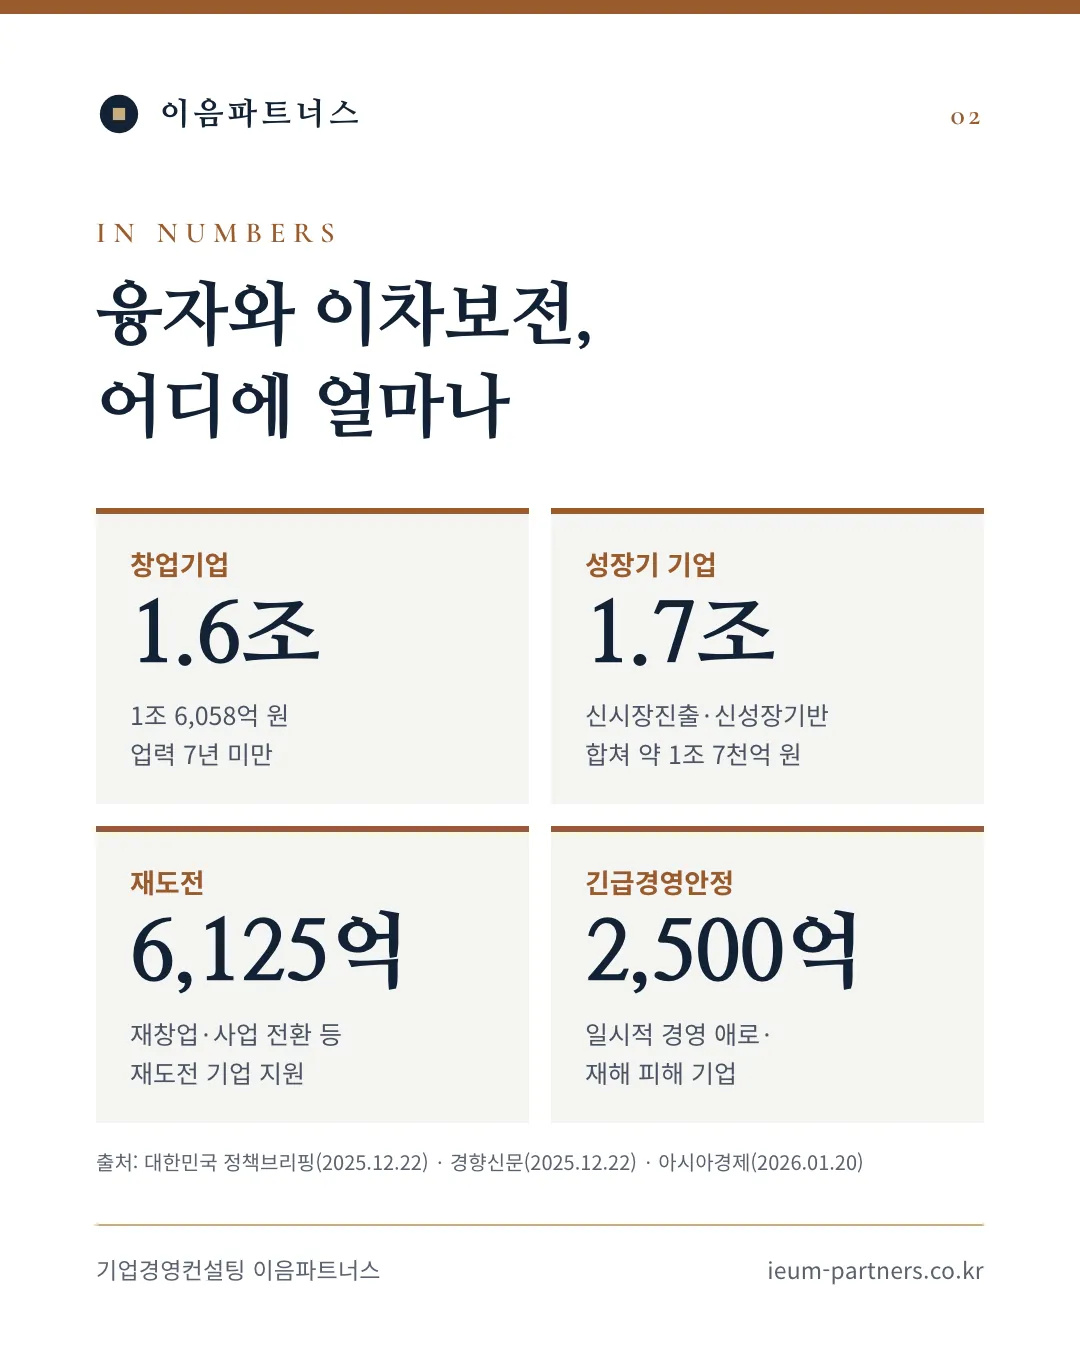 이음파트너스
02
IN NUMBERS
융자와 이차보전,
어디에 얼마나
창업기업
1.6조
1조 6,058억 원
업력 7년 미만
성장기 기업
1.7조
신시장진출·신성장기반
합쳐 약 1조 7천억 원
재도전
6,125억
재창업·사업 전환 등
재도전 기업 지원
긴급경영안정
2,500억
일시적 경영 애로·
재해 피해 기업
출처: 대한민국 정책브리핑(2025.12.22) · 경향신문(2025.12.22) · 아시아경제(2026.01.20)
기업경영컨설팅 이음파트너스
ieum-partners.co.kr